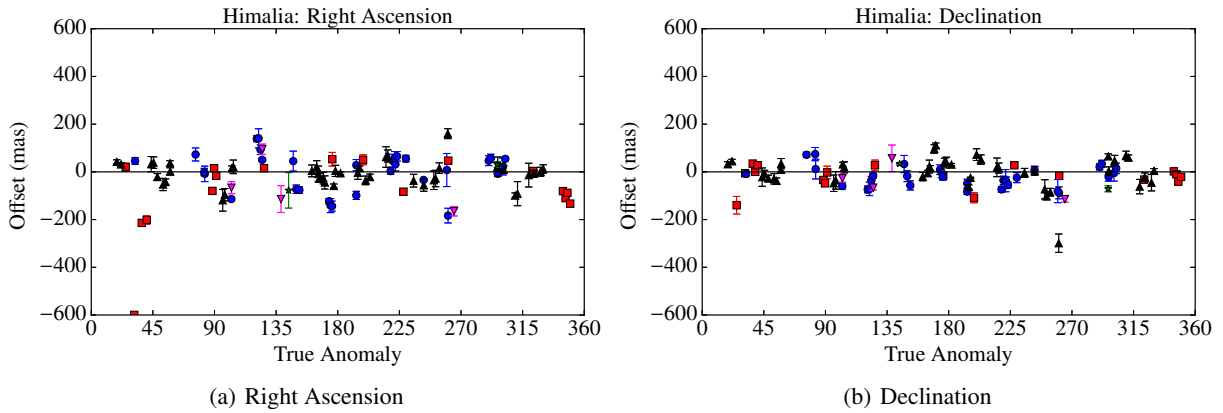 Himalia: Right Ascension
600
400
200
0
−200
−400
−600
0 45 90 135 180 225 270 315 360
Offset (mas)
True Anomaly
(a) Right Ascension
Himalia: Declination
600
400
200
0
−200
−400
−600
0 45 90 135 180 225 270 315 360
Offset (mas)
True Anomaly
(b) Declination